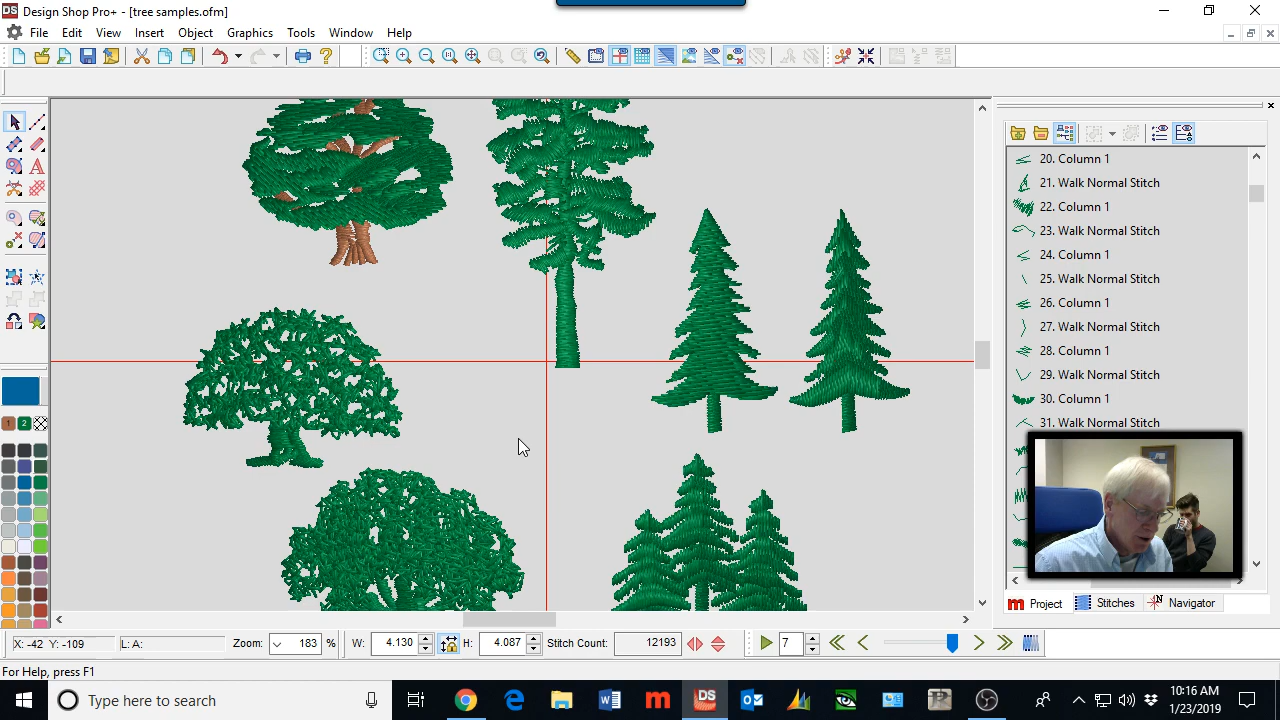 DS Design Shop Pro+ - [tree samples.ofm]
File Edit View Insert Object Graphics Tools Window Help
20. Column 1
21. Walk Normal Stitch
22. Column 1
23. Walk Normal Stitch
24. Column 1
25. Walk Normal Stitch
26. Column 1
27. Walk Normal Stitch
28. Column 1
29. Walk Normal Stitch
30. Column 1
31. Walk Normal Stitch
1 2
Project Stitches Navigator
X: -42 Y: -109 L: A: Zoom: 183 % W: 4.130 H: 4.087 Stitch Count: 12193 7
For Help, press F1
Type here to search
DS
10:16 AM
1/23/2019